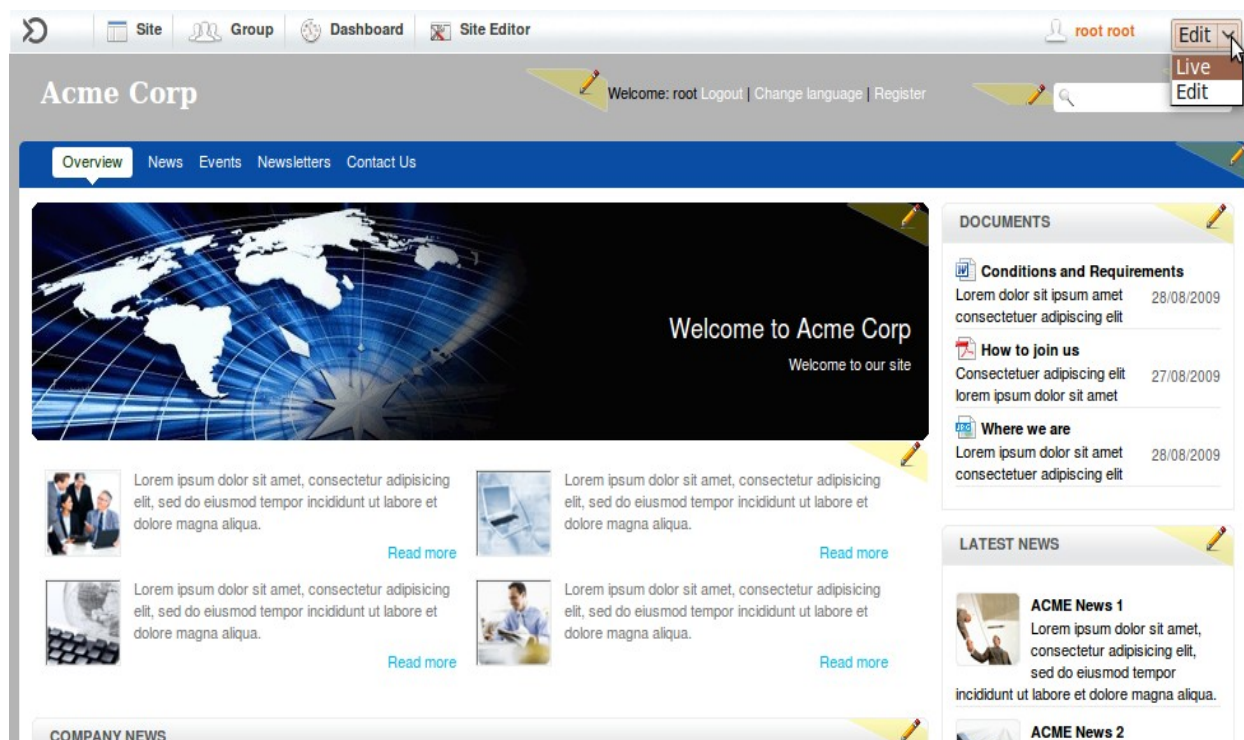 Site Group Dashboard Site Editor root root Edit
Live
Edit
Acme Corp
Welcome: root Logout | Change language | Register
Overview News Events Newsletters Contact Us
Welcome to Acme Corp
Welcome to our site
Lorem ipsum dolor sit amet, consectetur adipisicing
elit, sed do eiusmod tempor incididunt ut labore et
dolore magna aliqua.
Read more
Lorem ipsum dolor sit amet, consectetur adipisicing
elit, sed do eiusmod tempor incididunt ut labore et
dolore magna aliqua.
Read more
Lorem ipsum dolor sit amet, consectetur adipisicing
elit, sed do eiusmod tempor incididunt ut labore et
dolore magna aliqua.
Read more
Lorem ipsum dolor sit amet, consectetur adipisicing
elit, sed do eiusmod tempor incididunt ut labore et
dolore magna aliqua.
Read more
COMPANY NEWS
DOCUMENTS
Conditions and Requirements
Lorem dolor sit ipsum amet 28/08/2009
consectetuer adipiscing elit
How to join us
Consectetuer adipiscing elit 27/08/2009
lorem ipsum dolor sit amet
Where we are
Lorem ipsum dolor sit amet 28/08/2009
consectetuer adipiscing elit
LATEST NEWS
ACME News 1
Lorem ipsum dolor sit amet,
consectetur adipisicing elit,
sed do eiusmod tempor
incididunt ut labore et dolore magna aliqua.
ACME News 2